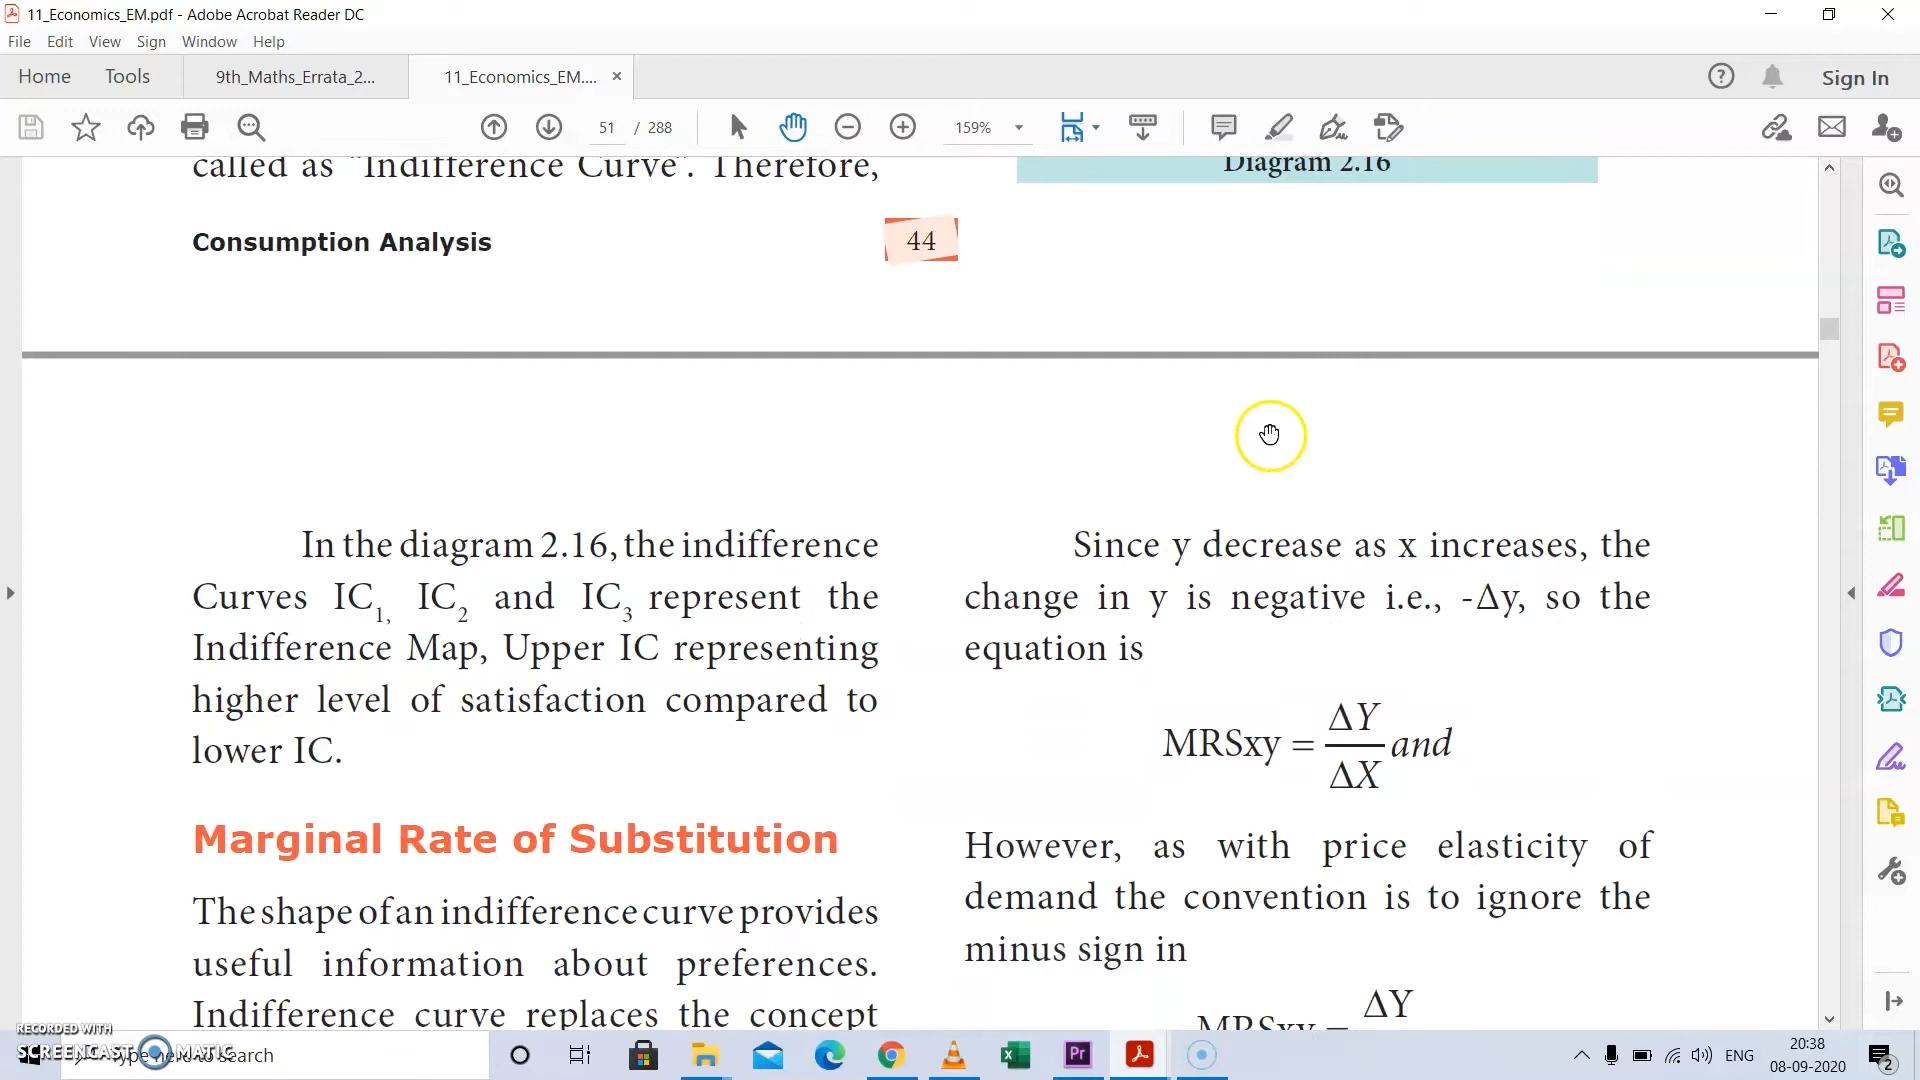 11_Economics_EM.pdf - Adobe Acrobat Reader DC
File Edit View Sign Window Help
Home Tools 9th_Maths_Errata_2... 11_Economics_EM.... × Sign In
51 / 288 159%
called as "Indifference Curve". Therefore,
Diagram 2.16
Consumption Analysis 44
In the diagram 2.16, the indifference
Curves IC1, IC2 and IC3 represent the
Indifference Map, Upper IC representing
higher level of satisfaction compared to
lower IC.
Marginal Rate of Substitution
The shape of an indifference curve provides
useful information about preferences.
Indifference curve replaces the concept
Since y decrease as x increases, the
change in y is negative i.e., -Δy, so the
equation is
MRSxy = ΔY/ΔX and
However, as with price elasticity of
demand the convention is to ignore the
minus sign in
MRSxy = ΔY
RECORDED WITH
SCREENCAST MATIC
Type here to search
ENG
20:38
08-09-2020
2